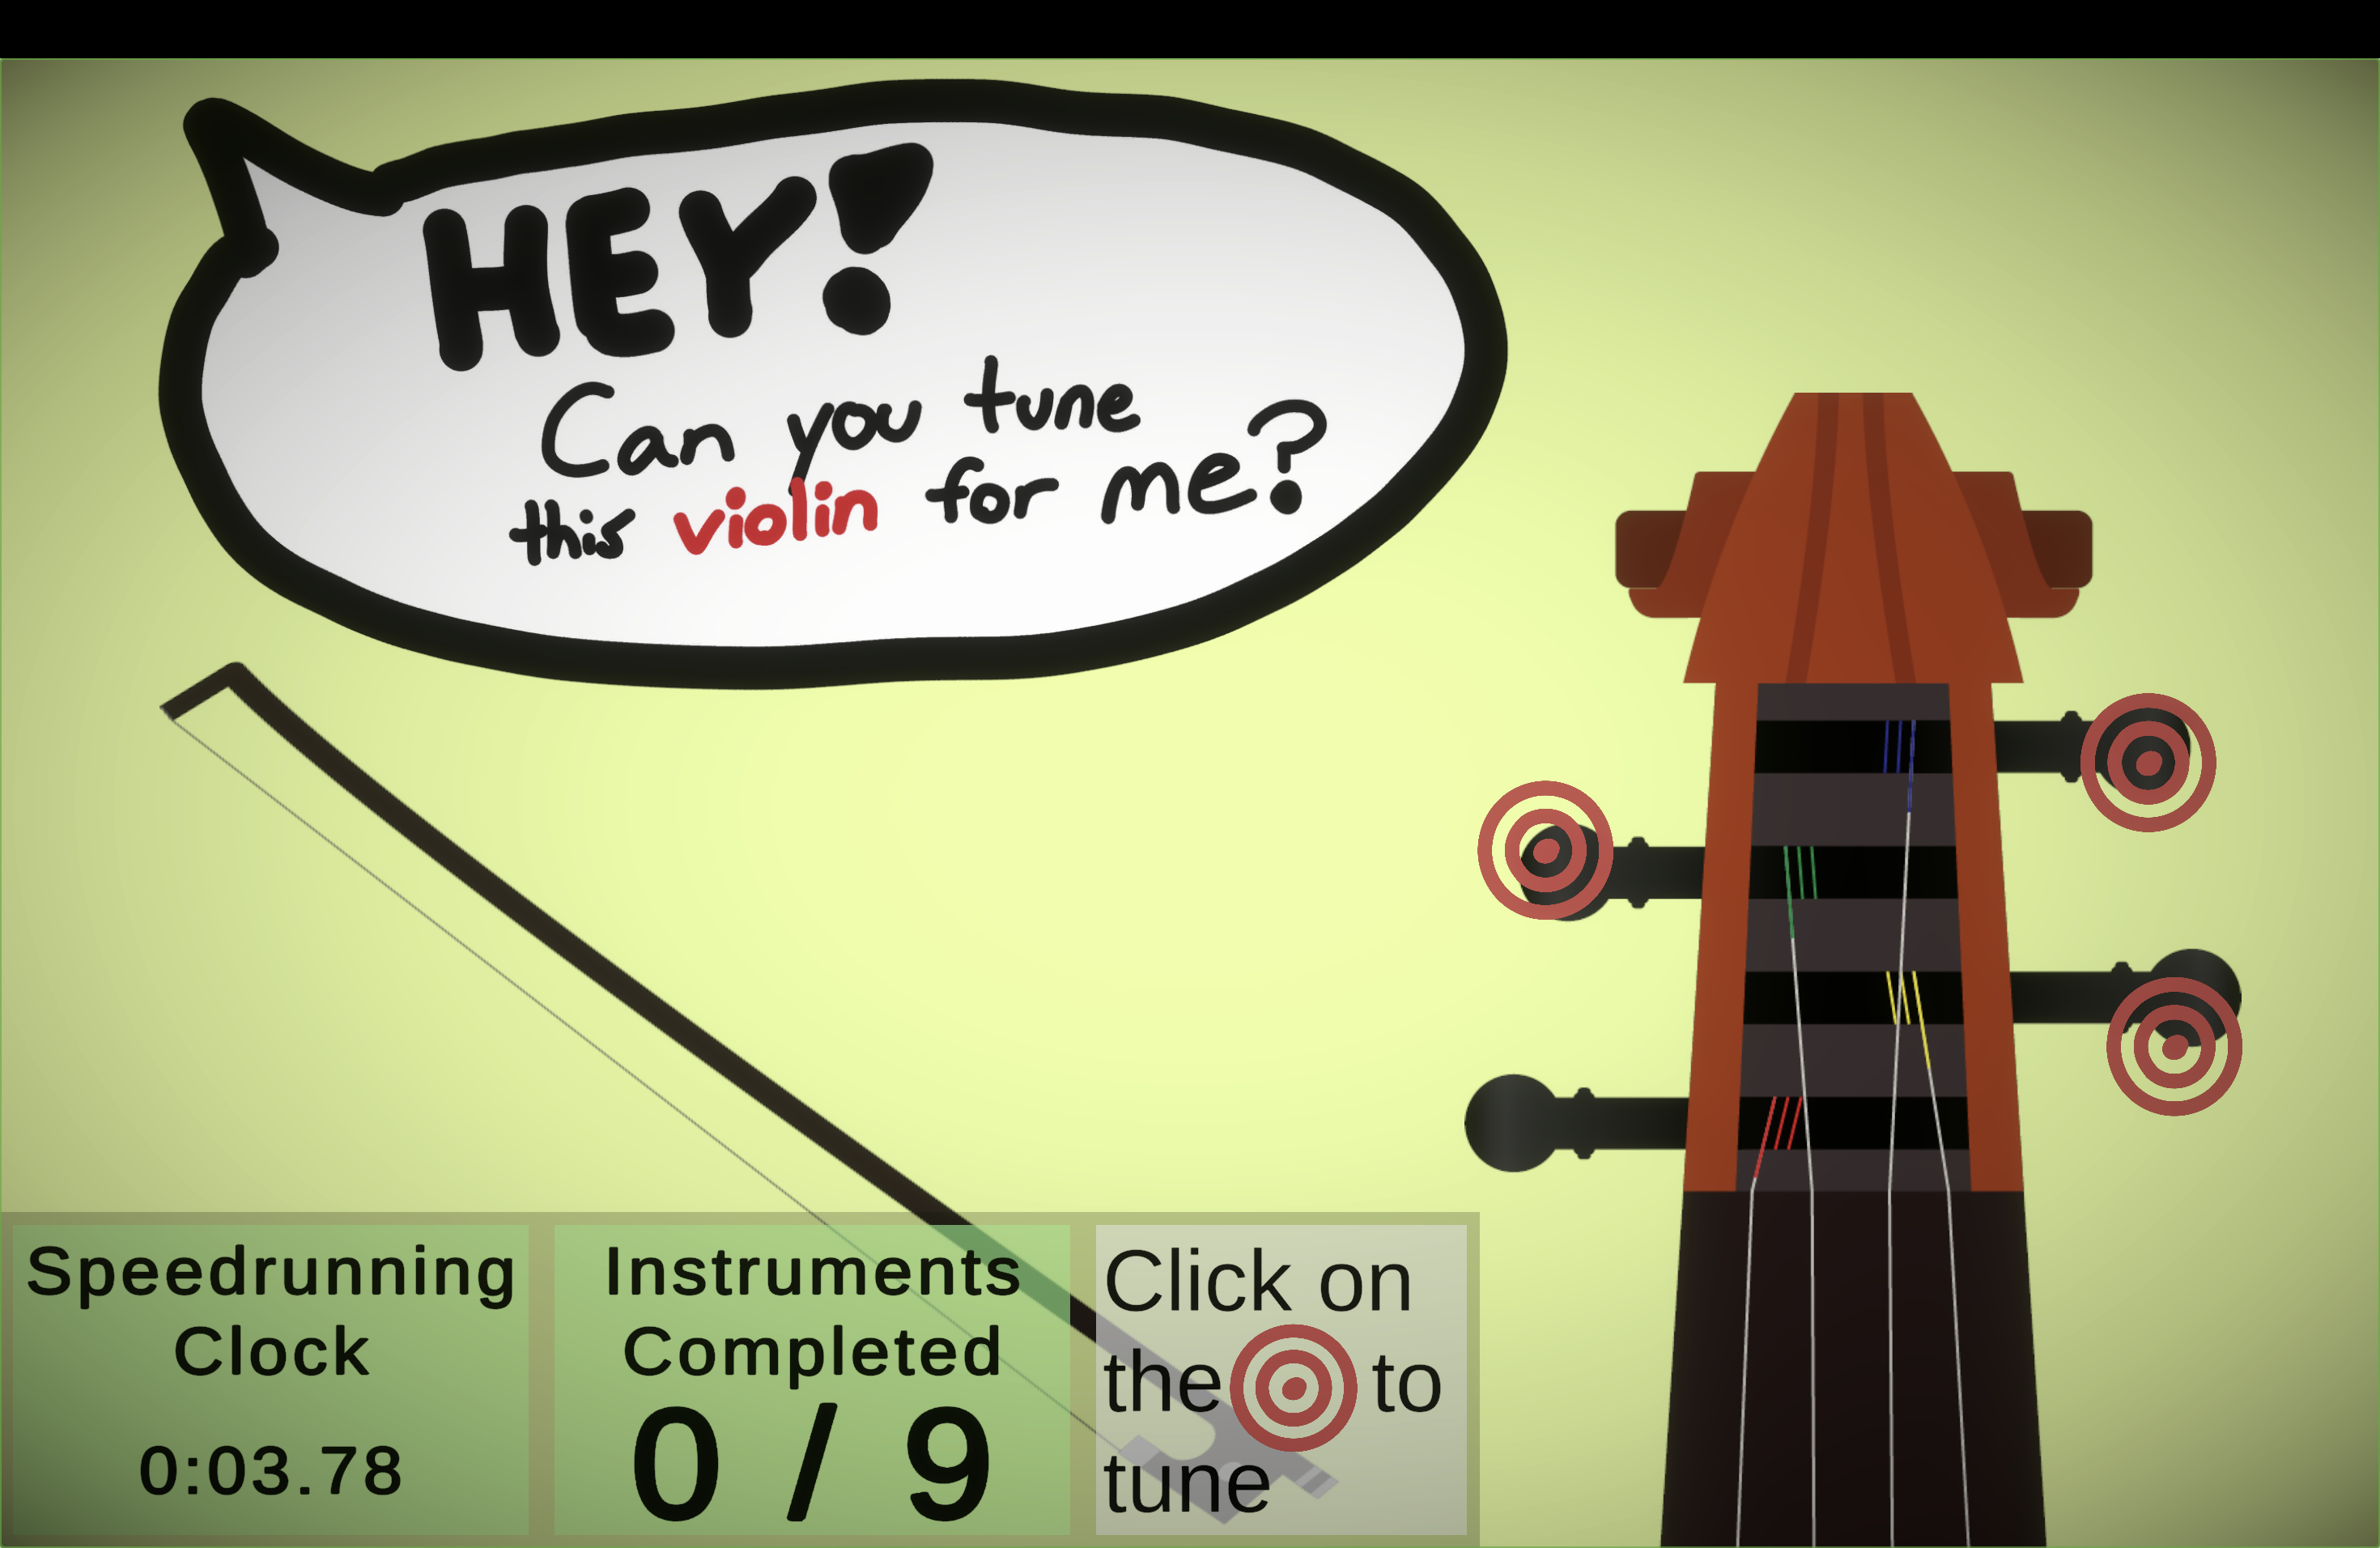 HEY!
Can you tune
this violin for me?
Speedrunning
Clock
0:03.78
Instruments
Completed
0 / 9
Click on
the to
tune